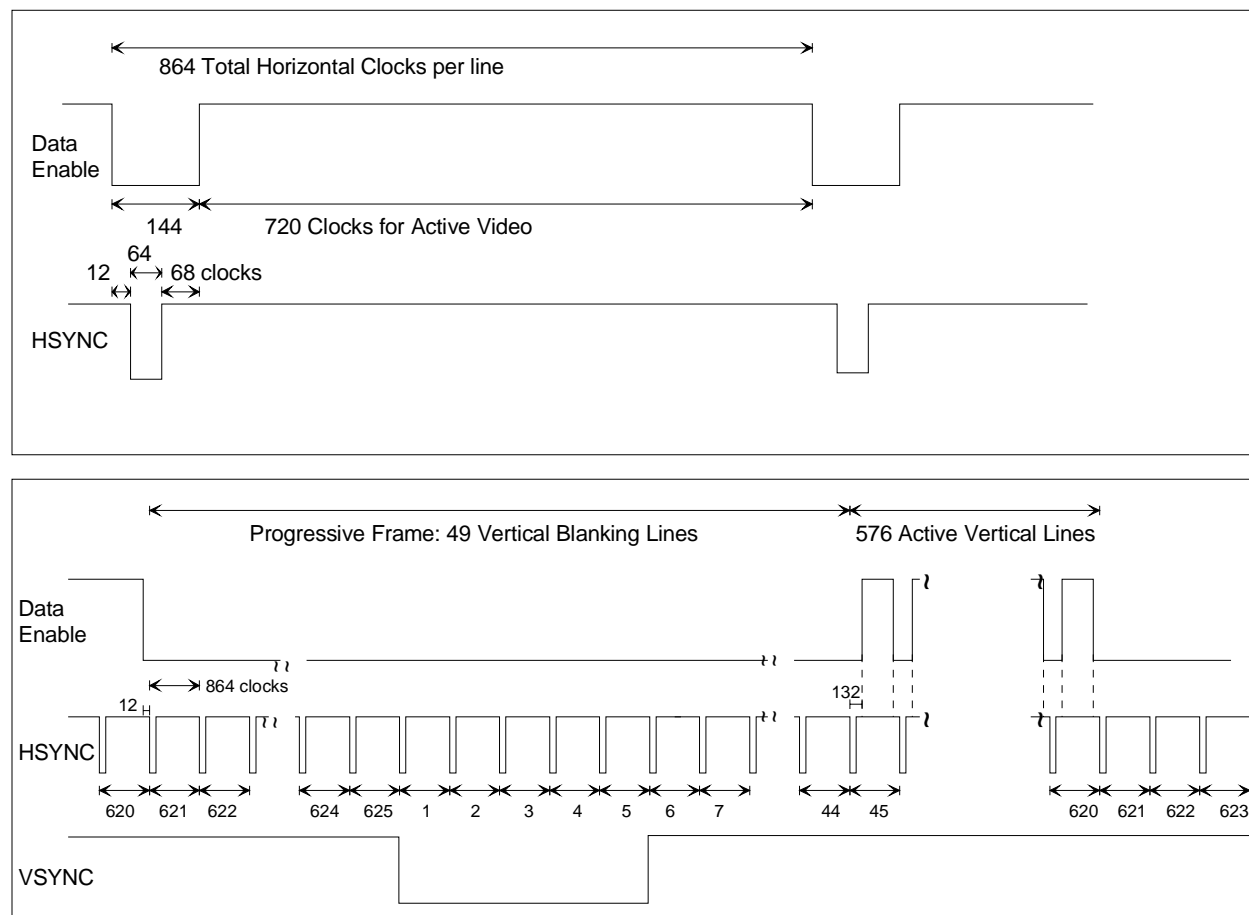 864 Total Horizontal Clocks per line
Data
Enable
144
720 Clocks for Active Video
64
12
68 clocks
HSYNC
Progressive Frame: 49 Vertical Blanking Lines
576 Active Vertical Lines
Data
Enable
864 clocks
12
132
HSYNC
620 621 622 624 625 1 2 3 4 5 6 7 44 45 620 621 622 623
VSYNC